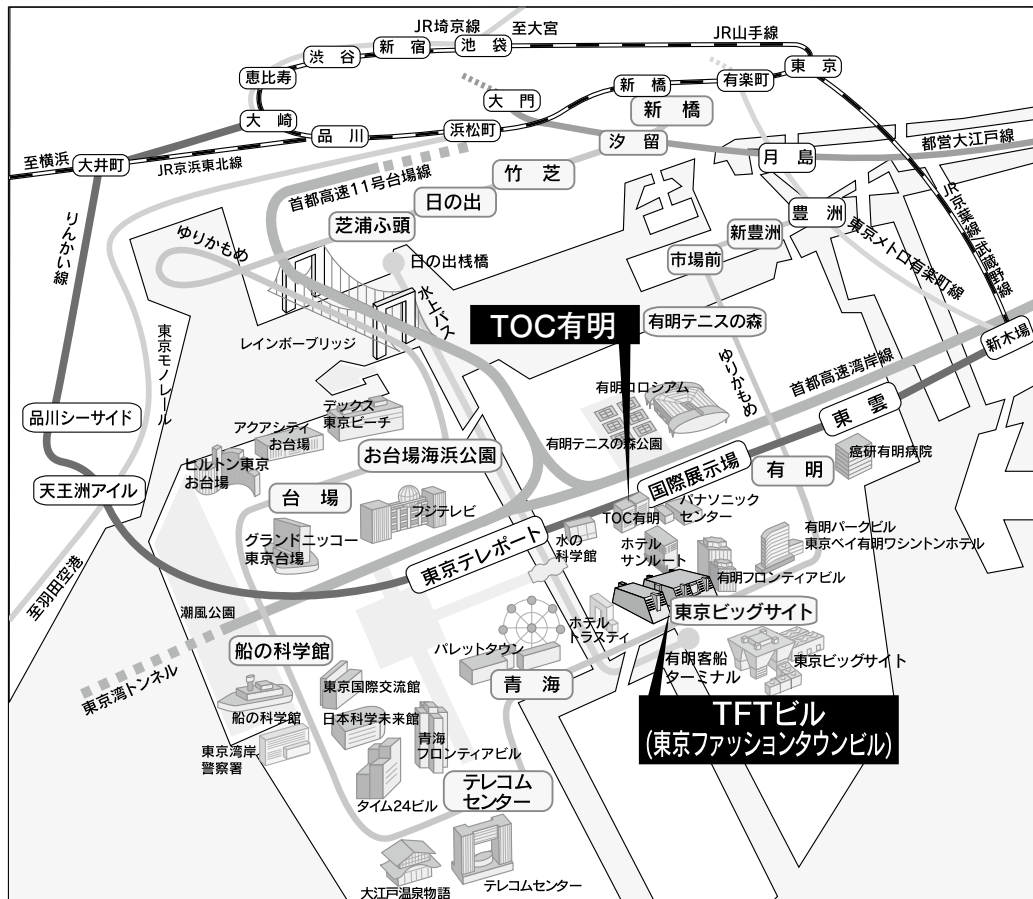 JR埼京線
至大宮
JR山手線
渋谷
新宿
池袋
恵比寿
東京
有楽町
新橋
新橋
大門
大崎
品川
浜松町
汐留
都営大江戸線
至横浜
大井町
JR京浜東北線
首都高速11号台場線
竹芝
月島
日の出
豊洲
JR京葉線/武蔵野線
りんかい線
ゆりかもめ
芝浦ふ頭
新豊洲
東京メトロ有楽町線
日の出桟橋
市場前
水上バス
TOC有明
有明テニスの森
東京モノレール
レインボーブリッジ
ゆりかもめ
首都高速湾岸線
新木場
有明コロシアム
デックス
東京ビーチ
品川シーサイド
アクアシティ
お台場
有明テニスの森公園
東雲
お台場海浜公園
癌研有明病院
ヒルトン東京
お台場
国際展示場
有明
天王洲アイル
台場
フジテレビ
TOC有明
パナソニック
センター
グランドニッコー
東京台場
東京テレポート
水の
科学館
ホテル
サンルート
有明パークビル
東京ベイ有明ワシントンホテル
有明フロンティアビル
至羽田空港
潮風公園
東京ビッグサイト
ホテル
トラスティ
船の科学館
パレットタウン
有明客船
ターミナル
東京ビッグサイト
東京湾トンネル
東京国際交流館
青海
船の科学館
日本科学未来館
青海
フロンティアビル
TFTビル
(東京ファッションタウンビル)
東京湾岸
警察署
タイム24ビル
テレコム
センター
大江戸温泉物語
テレコムセンター